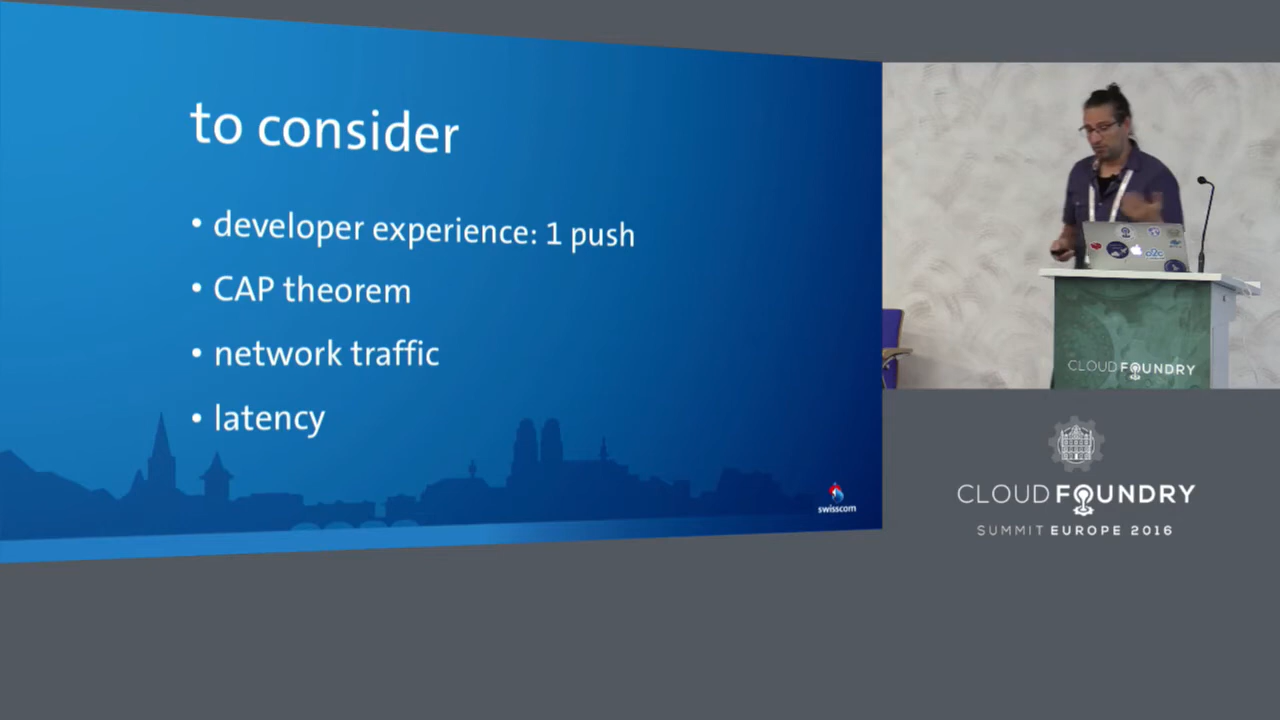 to consider
• developer experience: 1 push
• CAP theorem
• network traffic
• latency
swisscom
CLOUD FOUNDRY
CLOUD FOUNDRY
SUMMIT EUROPE 2016